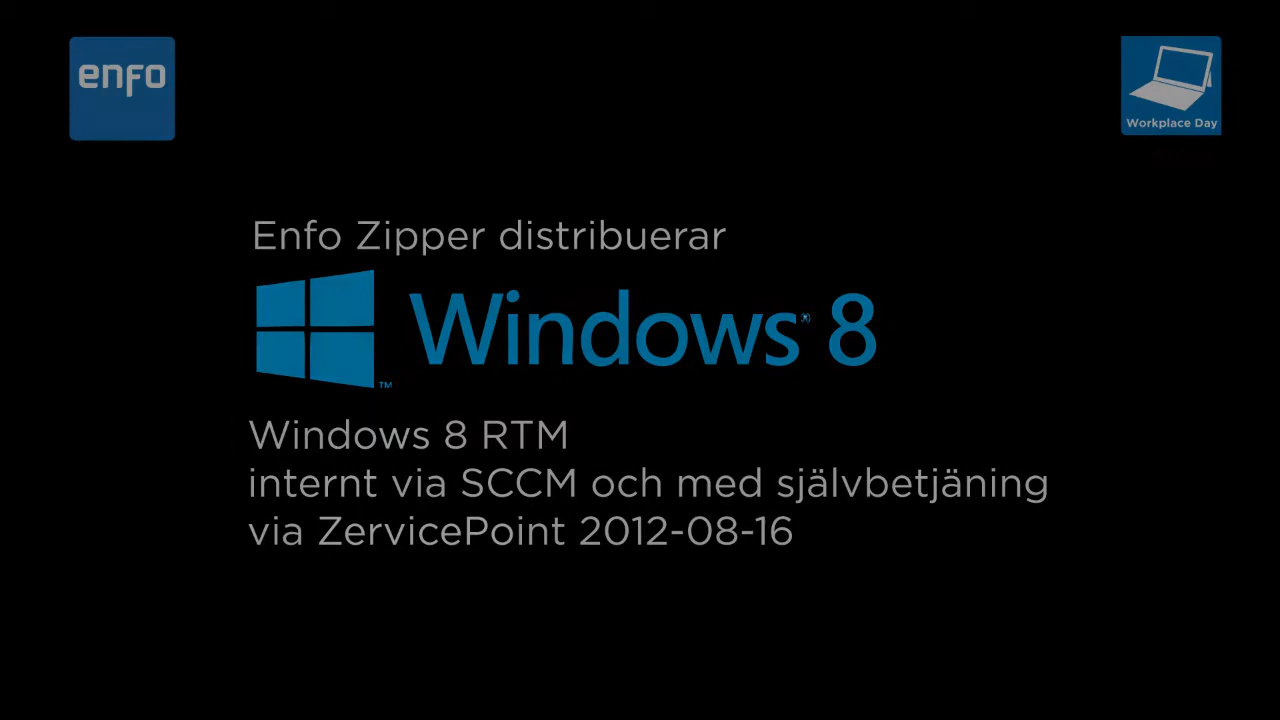 enfo
Workplace Day
Enfo Zipper distribuerar
Windows 8
™
Windows 8 RTM
internt via SCCM och med självbetjäning
via ZervicePoint 2012-08-16